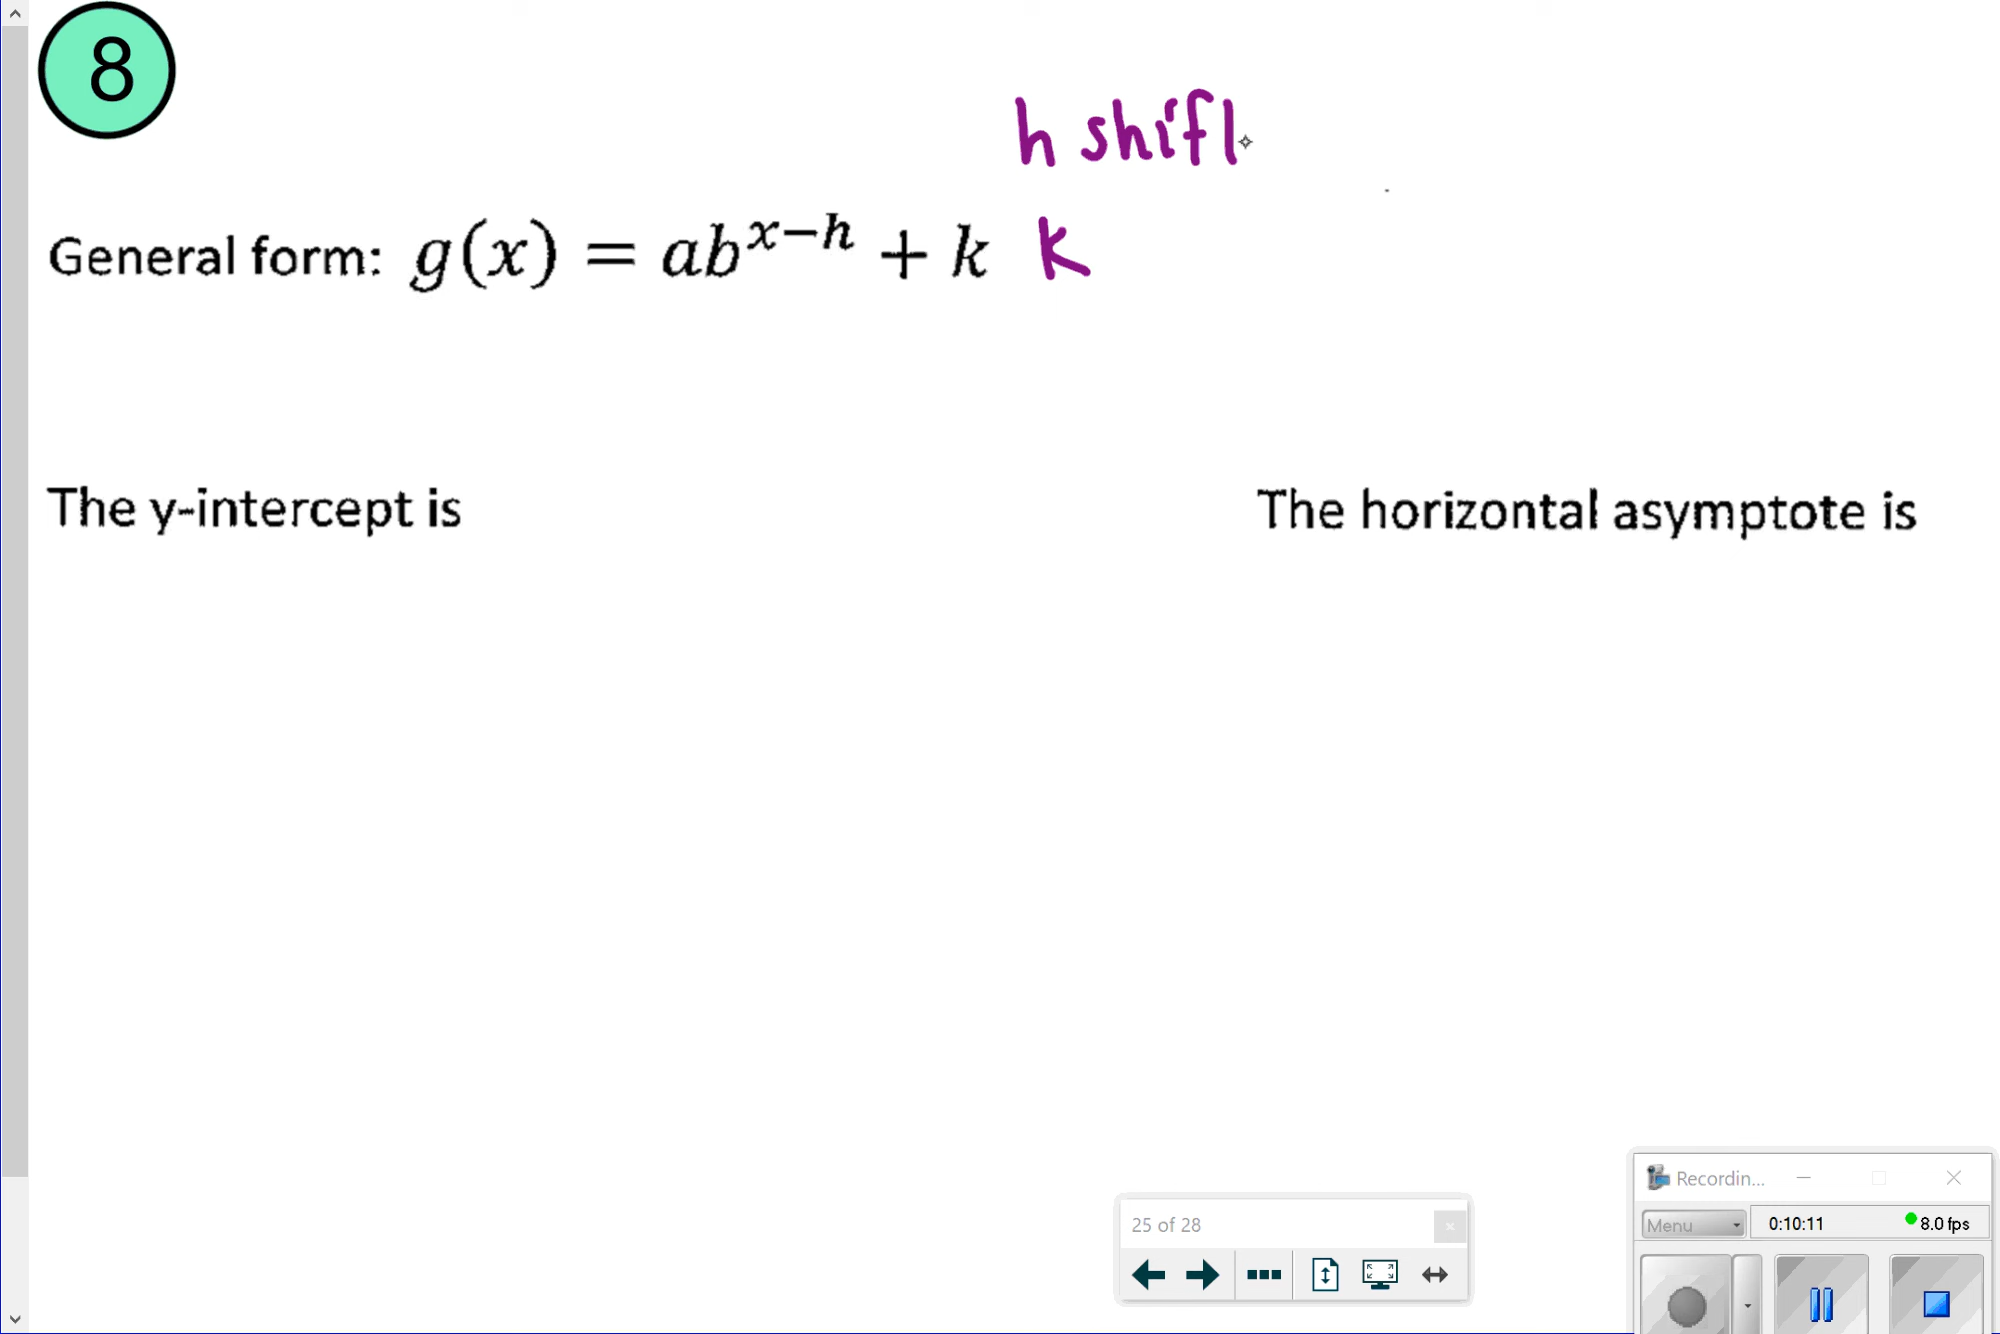 8
h shifl
General form: g(x) = ab^{x-h} + k k
The y-intercept is
The horizontal asymptote is
Recordin...
25 of 28
Menu 0:10:11 8.0 fps